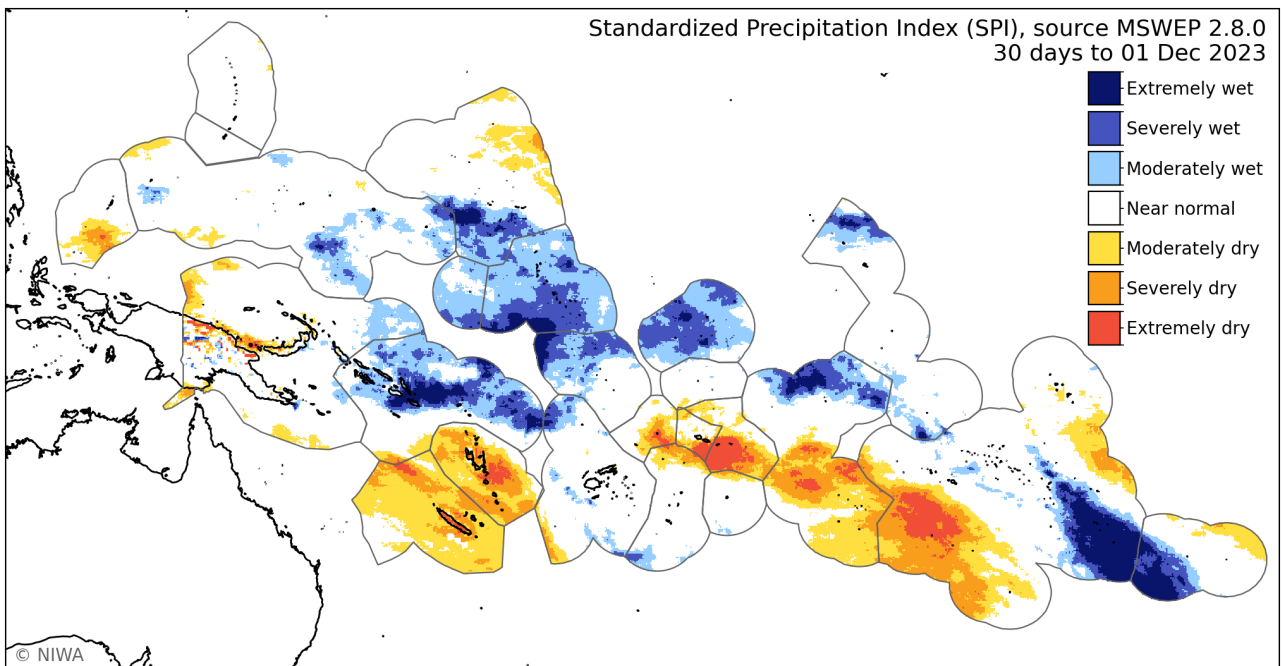 Standardized Precipitation Index (SPI), source MSWEP 2.8.0
30 days to 01 Dec 2023
Extremely wet
Severely wet
Moderately wet
Near normal
Moderately dry
Severely dry
Extremely dry
© NIWA